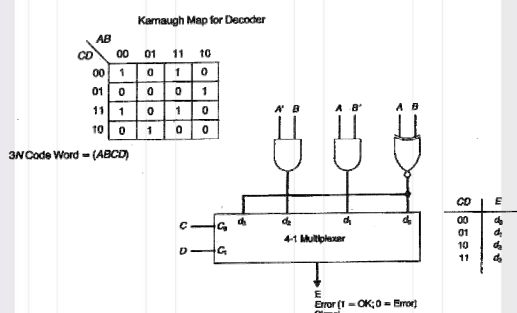 Karnaugh Map for Decoder
AB
CD 00 01 11 10
00 1 0 1 0
01 0 0 0 1
11 1 0 1 0
10 0 1 0 0
3N Code Word = (ABCD)
A' B A B' A B
C D
C₀ d₃ d₂ d₁ d₀
4-1 Multiplexer
C₁
CD E
00 d₀
01 d₁
10 d₂
11 d₃
E
Error (1 = OK; 0 = Error)